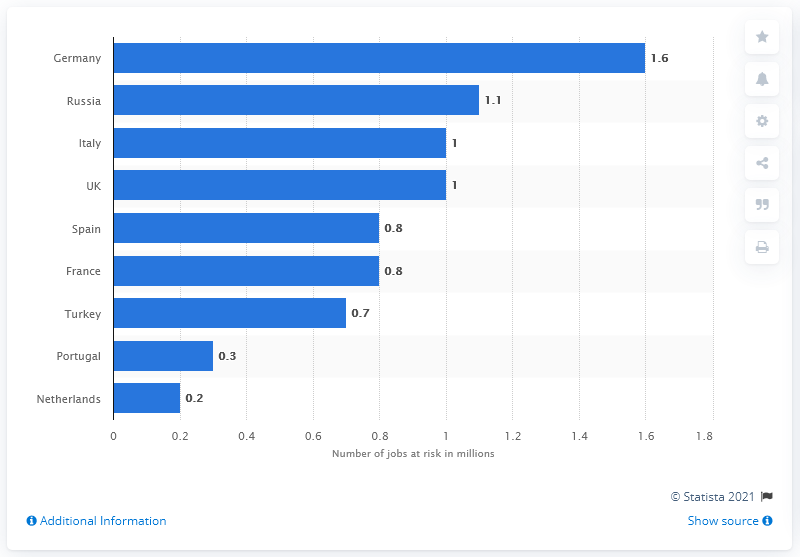 Germany 1.6
Russia 1.1
Italy 1
UK 1
Spain 0.8
France 0.8
Turkey 0.7
Portugal 0.3
Netherlands 0.2
0 0.2 0.4 0.6 0.8 1 1.2 1.4 1.6 1.8
Number of jobs at risk in millions
© Statista 2021
Additional Information
Show source